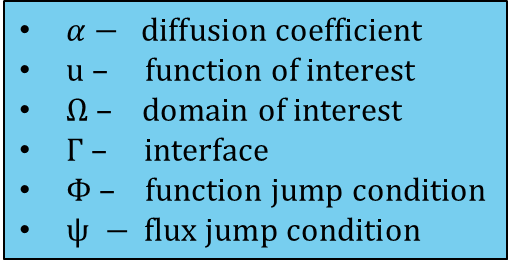 • α − diffusion coefficient
• u – function of interest
• Ω – domain of interest
• Γ – interface
• Φ – function jump condition
• ψ − flux jump condition